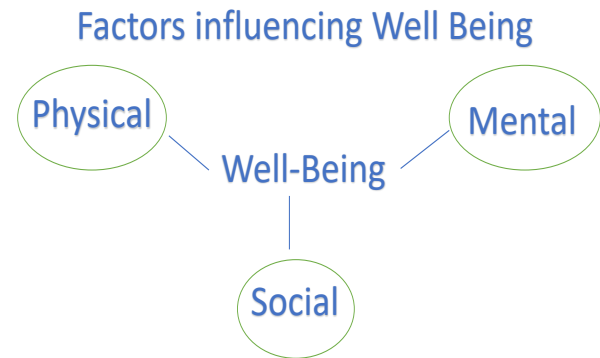 Factors influencing Well Being
Physical
Mental
Well-Being
Social